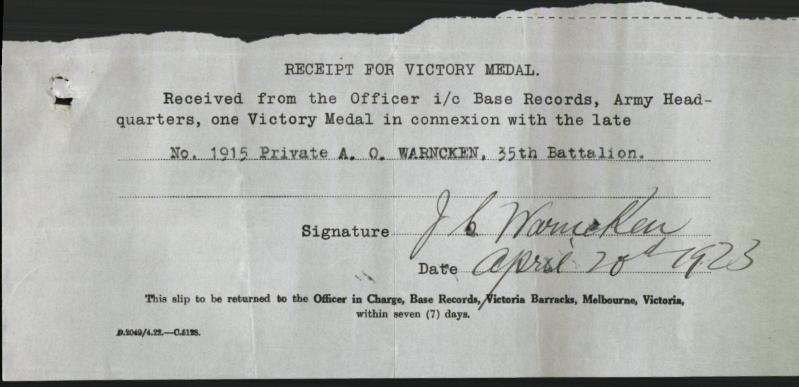 RECEIPT FOR VICTORY MEDAL.
Received from the Officer i/c Base Records, Army Head-
quarters, one Victory Medal in connexion with the late
No. 1915 Private A. O. WARNCKEN, 35th Battalion.
Signature J C Warncken
Date April 20th 1923
This slip to be returned to the Officer in Charge, Base Records, Victoria Barracks, Melbourne, Victoria,
within seven (7) days.
D.2049/4.22.—C.5128.